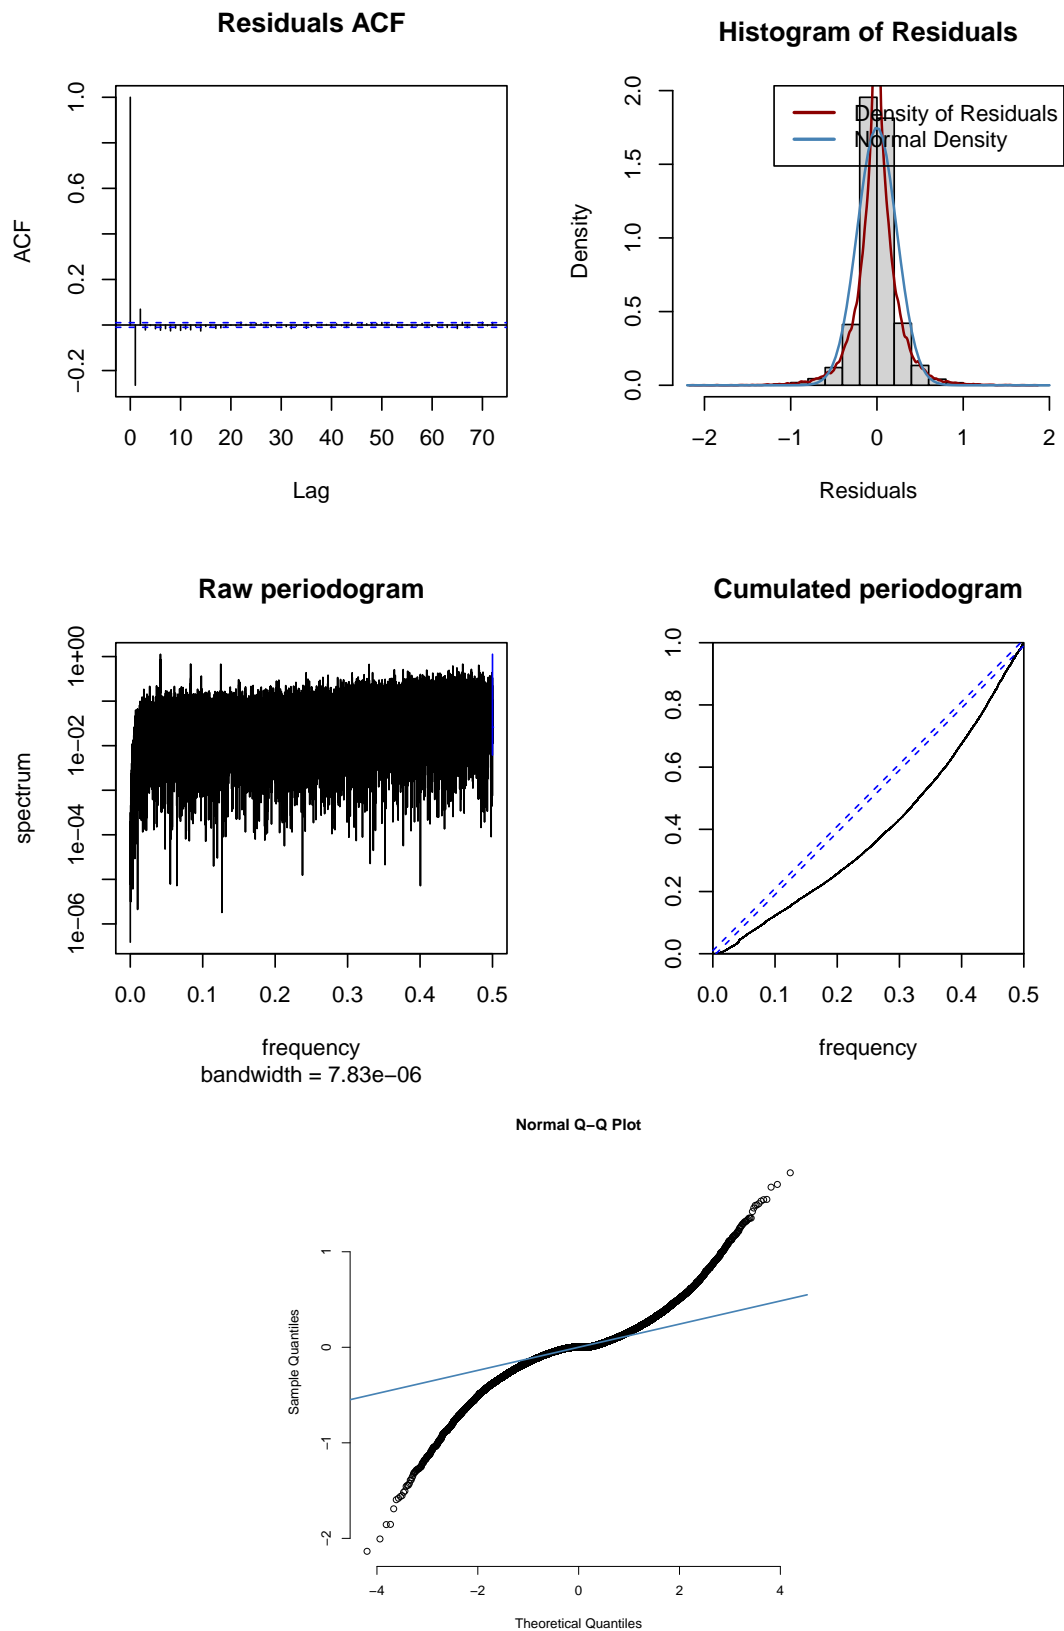 Residuals ACF
ACF
1.0
0.6
0.2
−0.2
0 10 20 30 40 50 60 70
Lag
Histogram of Residuals
Density of Residuals
Normal Density
Density
2.0
1.5
1.0
0.5
0.0
−2 −1 0 1 2
Residuals
Raw periodogram
spectrum
1e+00
1e−02
1e−04
1e−06
0.0 0.1 0.2 0.3 0.4 0.5
frequency
bandwidth = 7.83e−06
Cumulated periodogram
1.0
0.8
0.6
0.4
0.2
0.0
0.0 0.1 0.2 0.3 0.4 0.5
frequency
Normal Q−Q Plot
Sample Quantiles
1
0
−1
−2
−4 −2 0 2 4
Theoretical Quantiles